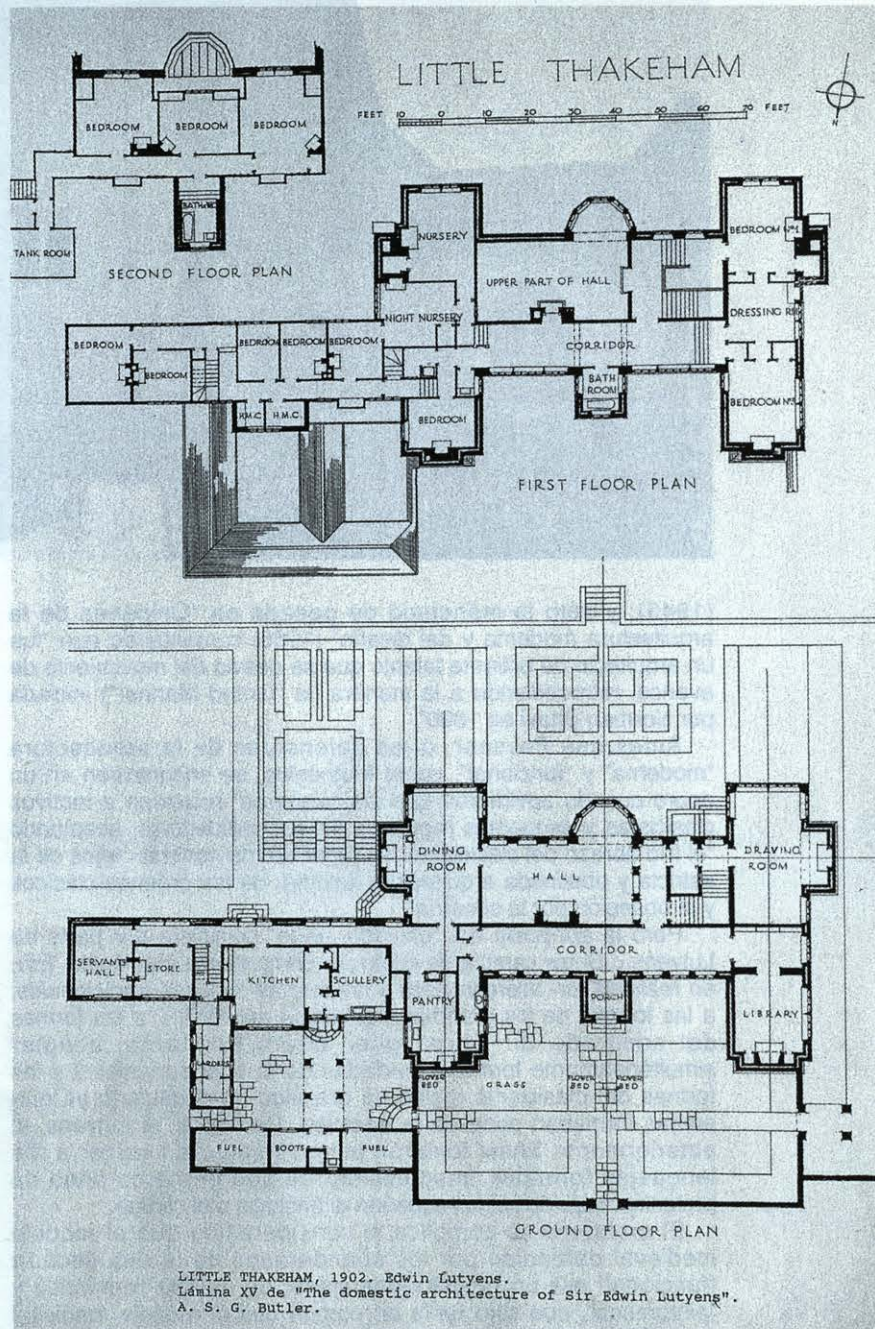 LITTLE THAKEHAM
FEET 10 0 10 20 30 40 50 60 70 FEET
N
BEDROOM
BEDROOM
BEDROOM
BATH
TANK ROOM
SECOND FLOOR PLAN
NURSERY
BEDROOM Nº1
UPPER PART OF HALL
NIGHT NURSERY
DRESSING RM
BEDROOM
BEDROOM
BEDROOM
BEDROOM
BEDROOM
CORRIDOR
BATH
ROOM
BEDROOM
H.M.C.
H.M.C.
BEDROOM
FIRST FLOOR PLAN
DINING
ROOM
HALL
DRAWING
ROOM
CORRIDOR
SERVANTS
HALL
STORE
KITCHEN
SCULLERY
PANTRY
PORCH
LIBRARY
LARDERS
FLOWER
BED
GRASS
FLOWER
BED
FLOWER
BED
FUEL
BOOTS
FUEL
GROUND FLOOR PLAN
LITTLE THAKEHAM, 1902. Edwin Lutyens.
Lámina XV de "The domestic architecture of Sir Edwin Lutyens".
A. S. G. Butler.